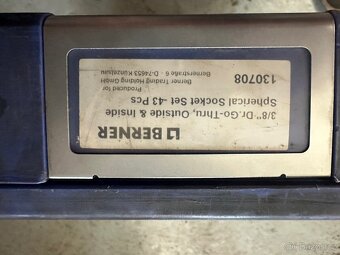 BERNER
3/8" Dr. Go-Thru, Outside & Inside
Spherical Socket Set -43 Pcs
130708
Produced for
Berner Trading Holding GmbH
Bernerstraße 6 · D-74653 Künzelsau